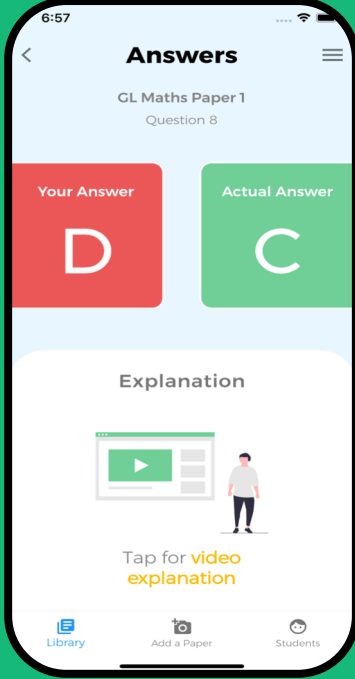 6:57
Answers
GL Maths Paper 1
Question 8
Your Answer
Actual Answer
D
C
Explanation
Tap for video
explanation
Library
Add a Paper
Students